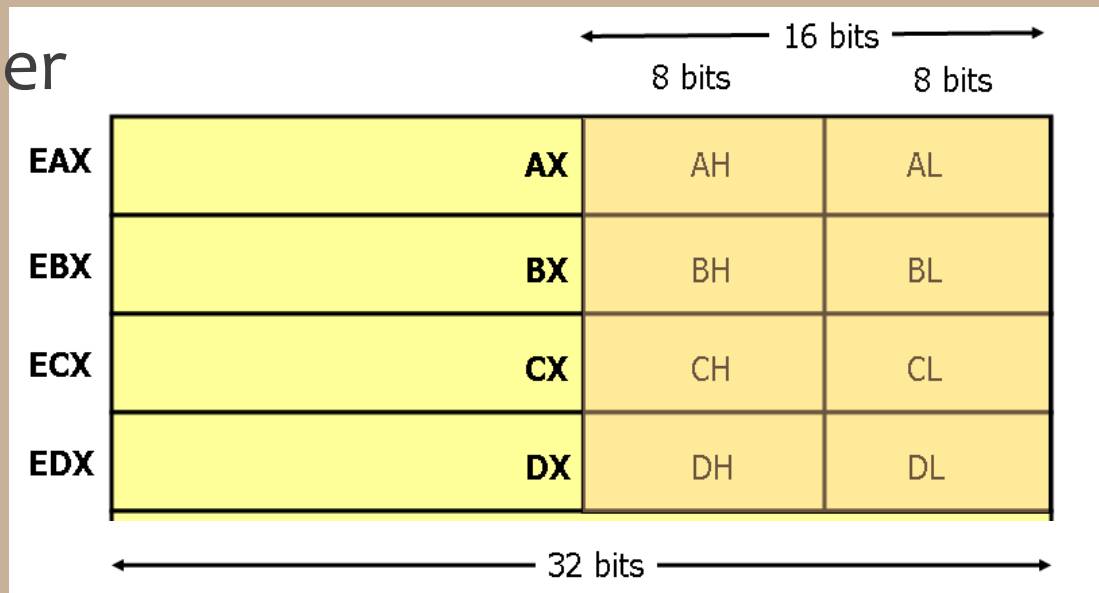 er
16 bits
8 bits 8 bits
EAX AX AH AL
EBX BX BH BL
ECX CX CH CL
EDX DX DH DL
32 bits